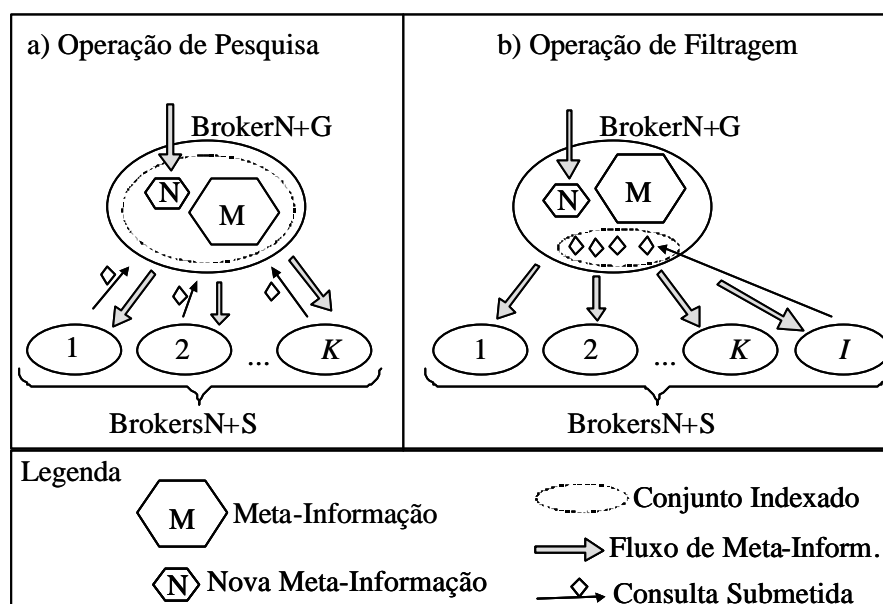 a) Operação de Pesquisa
BrokerN+G
N
M
1
2
...
K
BrokersN+S
b) Operação de Filtragem
BrokerN+G
N
M
1
2
...
K
I
BrokersN+S
Legenda
M
Meta-Informação
N
Nova Meta-Informação
Conjunto Indexado
Fluxo de Meta-Inform.
Consulta Submetida